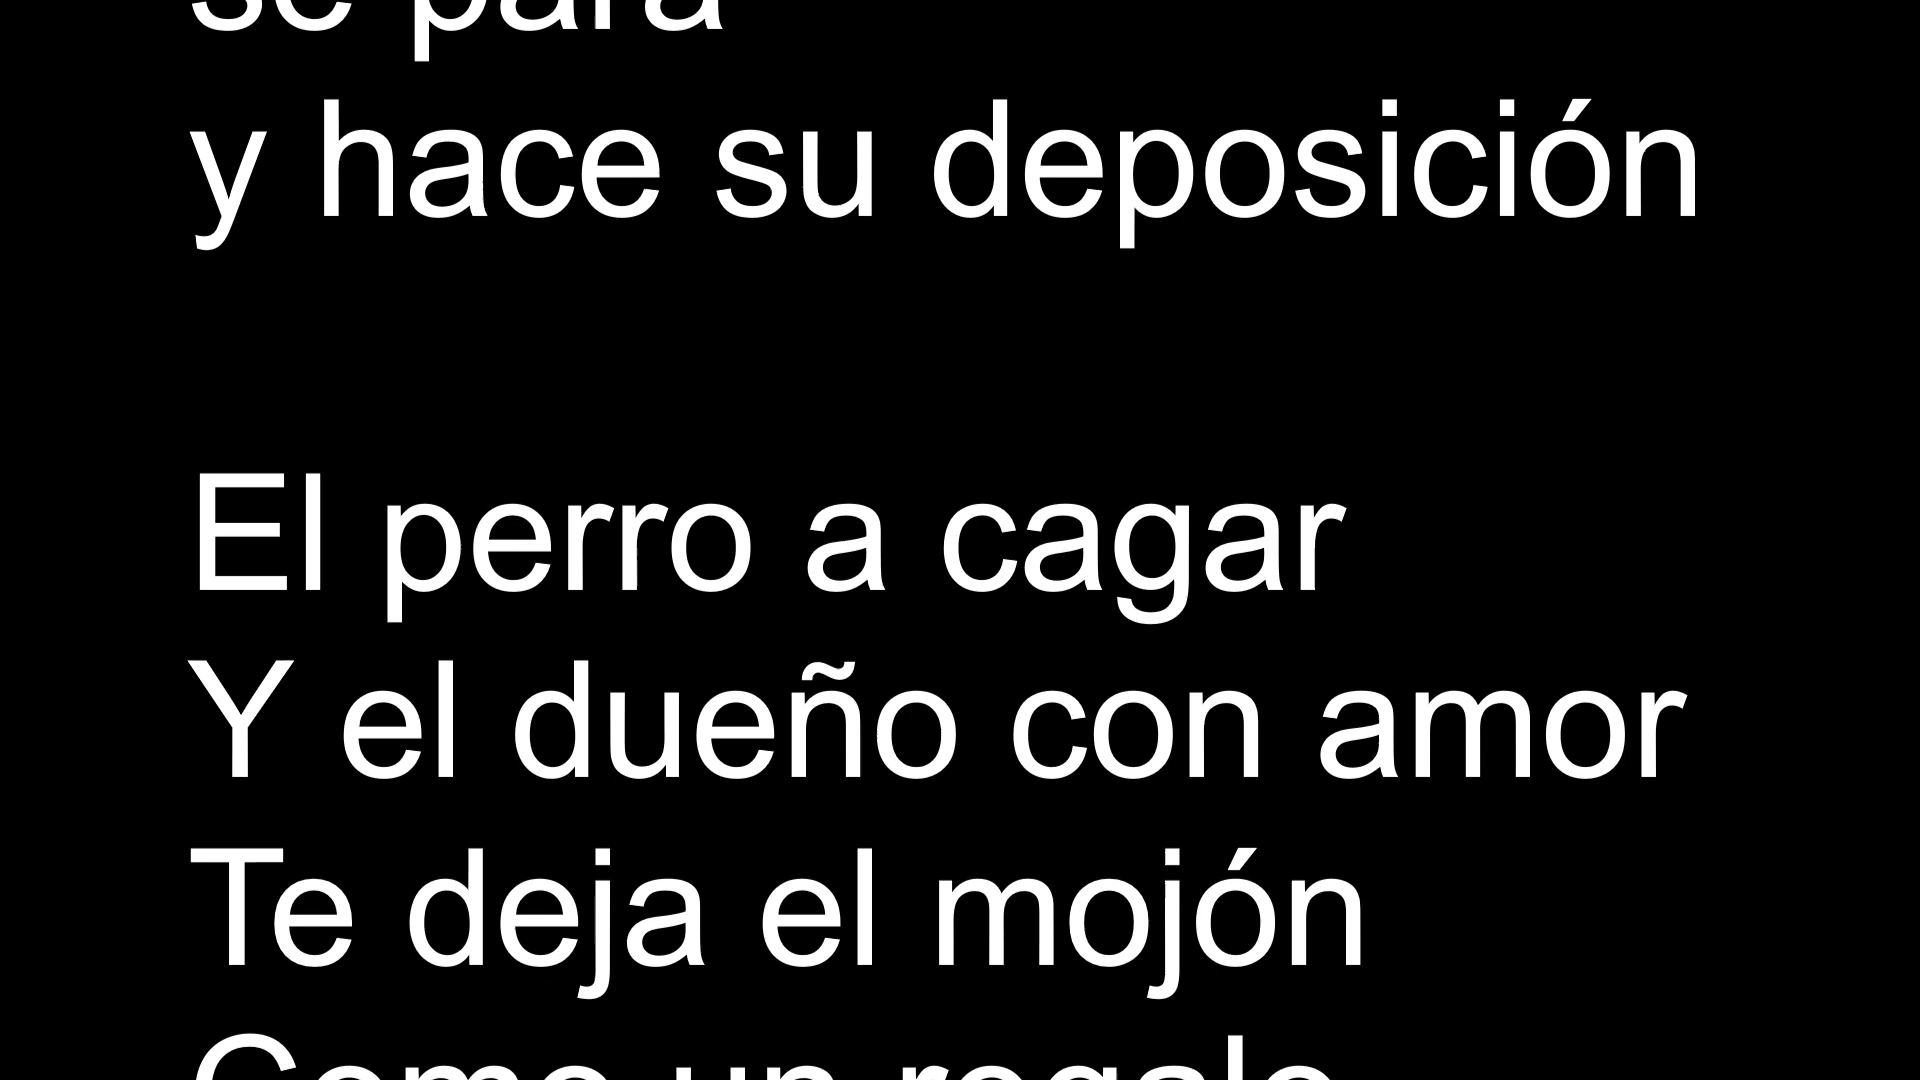 se para
y hace su deposición
El perro a cagar
Y el dueño con amor
Te deja el mojón
Como un regalo